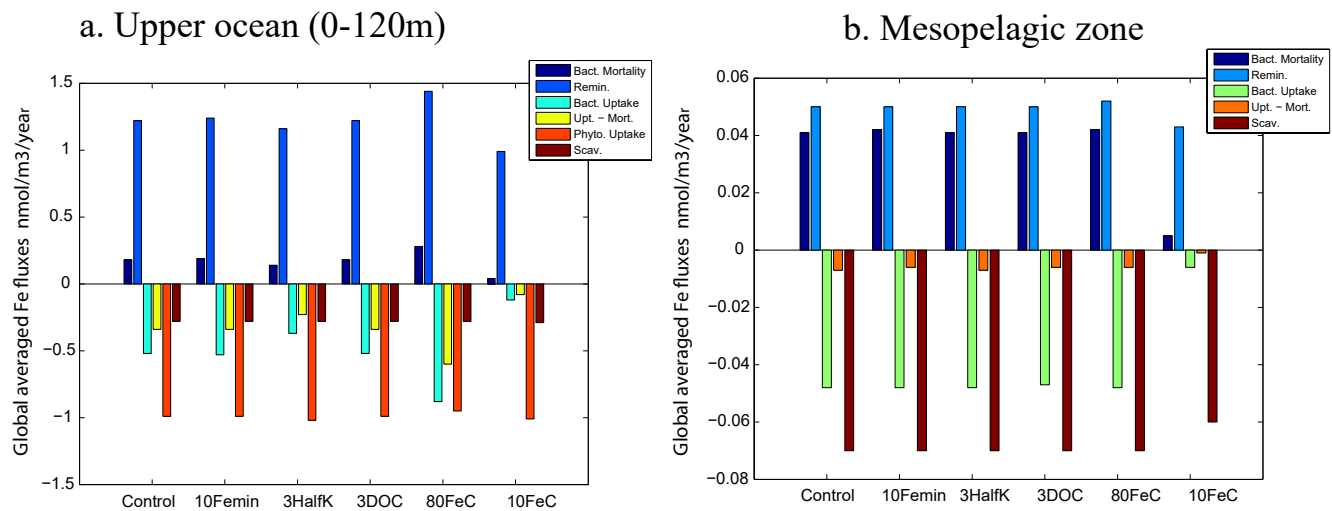 a. Upper ocean (0-120m)
Global averaged Fe fluxes nmol/m3/year
1.5
1
0.5
0
−0.5
−1
−1.5
Bact. Mortality
Remin.
Bact. Uptake
Upt. − Mort.
Phyto. Uptake
Scav.
Control 10Femin 3HalfK 3DOC 80FeC 10FeC
b. Mesopelagic zone
Global averaged Fe fluxes nmol/m3/year
0.06
0.04
0.02
0
−0.02
−0.04
−0.06
−0.08
Bact. Mortality
Remin.
Bact. Uptake
Upt. − Mort.
Scav.
Control 10Femin 3HalfK 3DOC 80FeC 10FeC